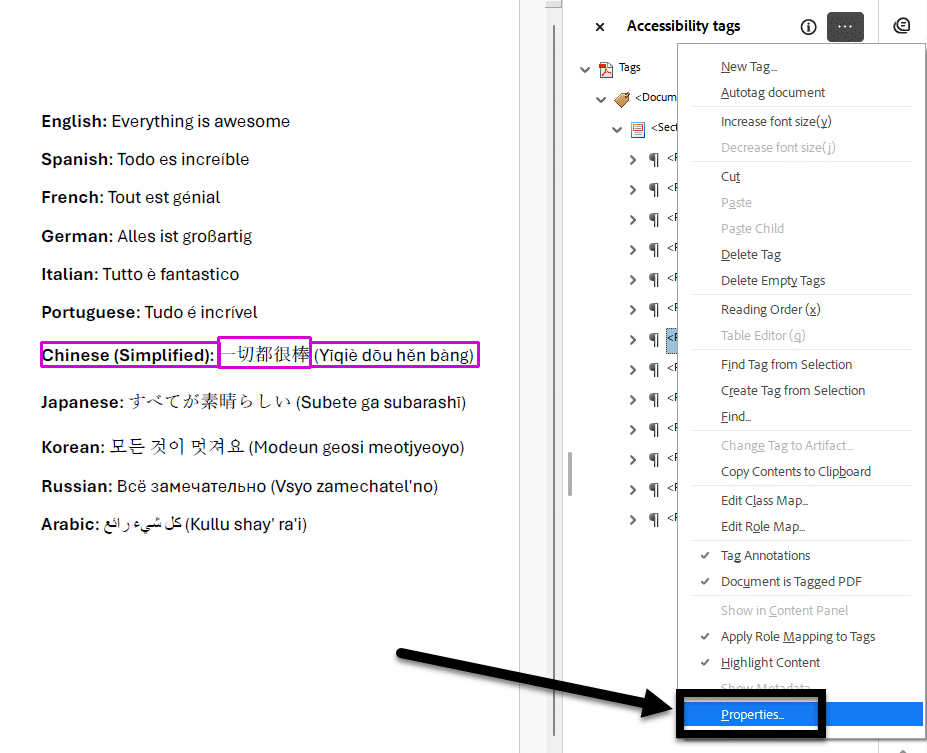 Accessibility tags
Tags
<Docum
<Sect
English: Everything is awesome
Spanish: Todo es increíble
French: Tout est génial
German: Alles ist großartig
Italian: Tutto è fantastico
Portuguese: Tudo é incrível
Chinese (Simplified): 一切都很棒 (Yīqiè dōu hěn bàng)
Japanese: すべてが素晴らしい (Subete ga subarashī)
Korean: 모든 것이 멋져요 (Modeun geosi meotjyeoyo)
Russian: Всё замечательно (Vsyo zamechatel'no)
Arabic: كل شيء رائع (Kullu shay' ra'i)
New Tag...
Autotag document
Increase font size(y)
Decrease font size(j)
Cut
Paste
Paste Child
Delete Tag
Delete Empty Tags
Reading Order (x)
Table Editor (q)
Find Tag from Selection
Create Tag from Selection
Find...
Change Tag to Artifact...
Copy Contents to Clipboard
Edit Class Map...
Edit Role Map...
Tag Annotations
Document is Tagged PDF
Show in Content Panel
Apply Role Mapping to Tags
Highlight Content
Show Metadata
Properties...